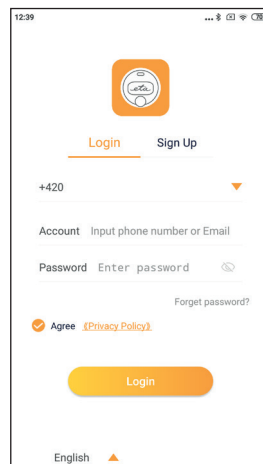 12:39
... 70
eta
Login Sign Up
+420
Account Input phone number or Email
Password Enter password
Forget password?
Agree 《Privacy Policy》
Login
English